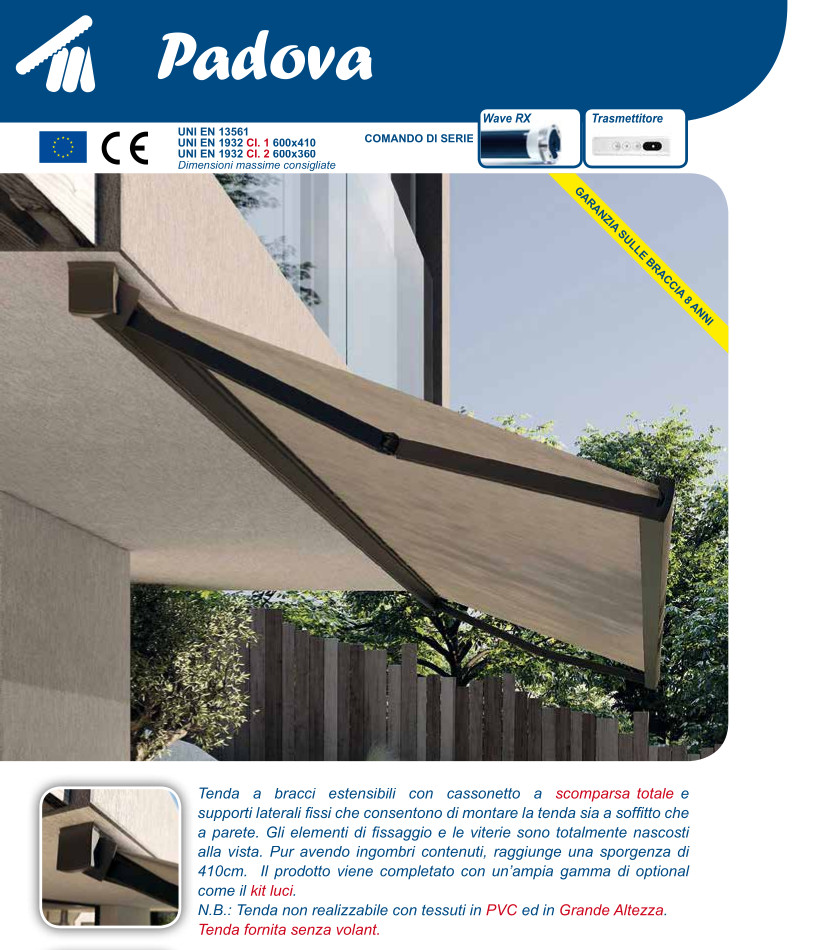 Padova
UNI EN 13561
UNI EN 1932 Cl. 1 600x410
UNI EN 1932 Cl. 2 600x360
Dimensioni massime consigliate
COMANDO DI SERIE
Wave RX
Trasmettitore
GARANZIA SULLE BRACCIA 8 ANNI
Tenda a bracci estensibili con cassonetto a scomparsa totale e
supporti laterali fissi che consentono di montare la tenda sia a soffitto che
a parete. Gli elementi di fissaggio e le viterie sono totalmente nascosti
alla vista. Pur avendo ingombri contenuti, raggiunge una sporgenza di
410cm. Il prodotto viene completato con un'ampia gamma di optional
come il kit luci.
N.B.: Tenda non realizzabile con tessuti in PVC ed in Grande Altezza.
Tenda fornita senza volant.